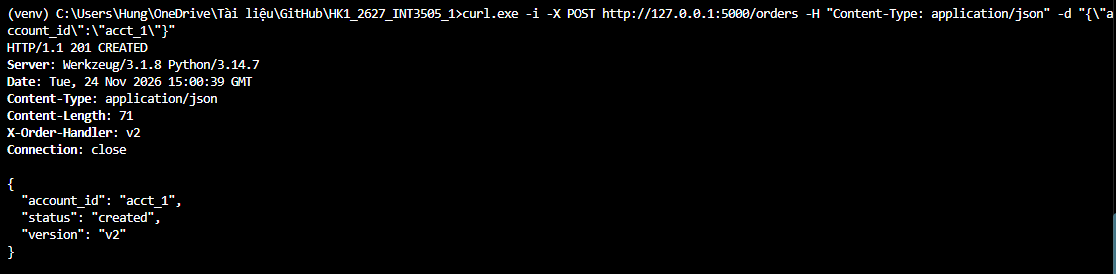 (venv) C:\Users\Hung\OneDrive\Tài liệu\GitHub\HK1_2627_INT3505_1>curl.exe -i -X POST http://127.0.0.1:5000/orders -H "Content-Type: application/json" -d "{\"a
ccount_id\":\"acct_1\"}"
HTTP/1.1 201 CREATED
Server: Werkzeug/3.1.8 Python/3.14.7
Date: Tue, 24 Nov 2026 15:00:39 GMT
Content-Type: application/json
Content-Length: 71
X-Order-Handler: v2
Connection: close

{
  "account_id": "acct_1",
  "status": "created",
  "version": "v2"
}